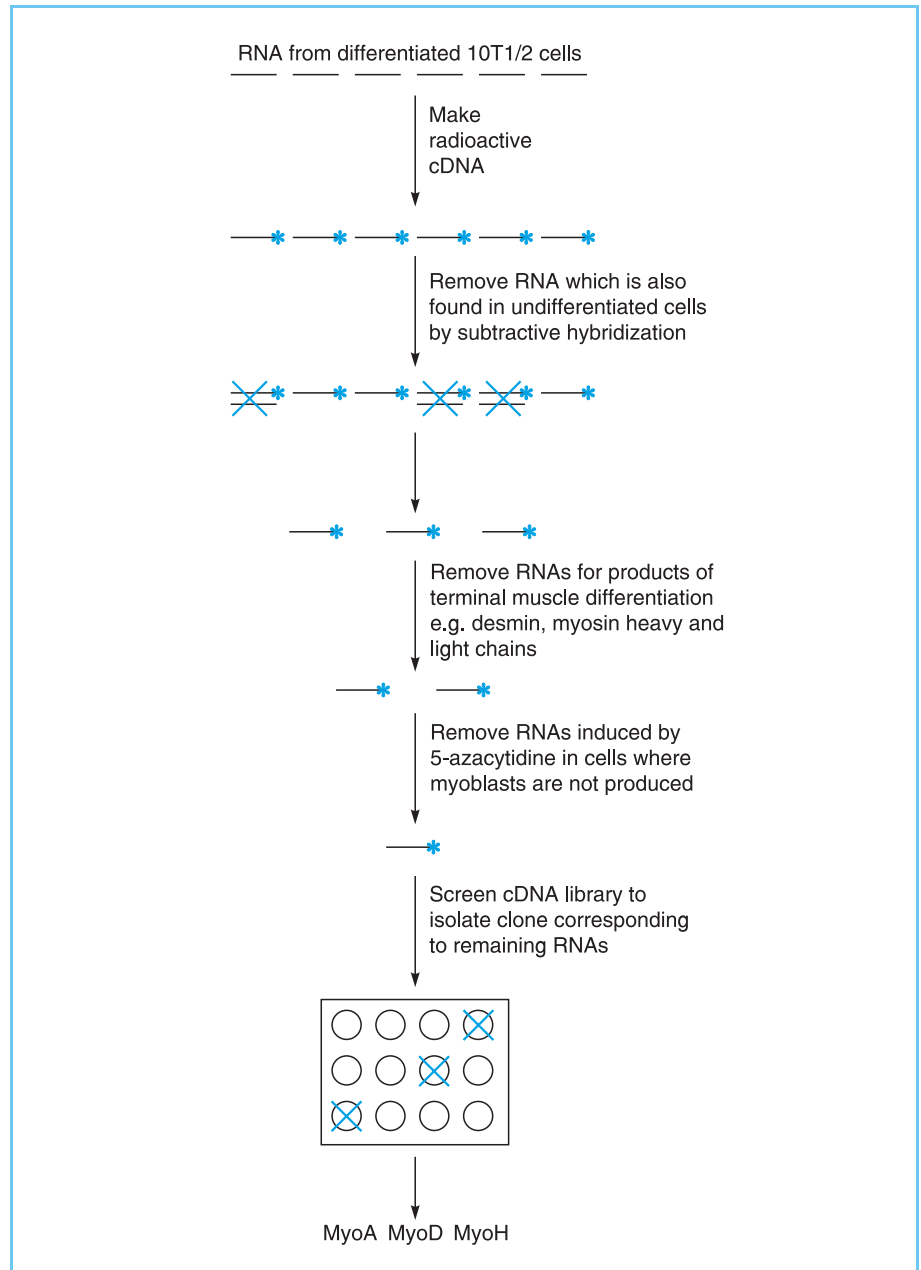 RNA from differentiated 10T1/2 cells
Make
radioactive
cDNA
Remove RNA which is also
found in undifferentiated cells
by subtractive hybridization
Remove RNAs for products of
terminal muscle differentiation
e.g. desmin, myosin heavy and
light chains
Remove RNAs induced by
5-azacytidine in cells where
myoblasts are not produced
Screen cDNA library to
isolate clone corresponding
to remaining RNAs
MyoA MyoD MyoH